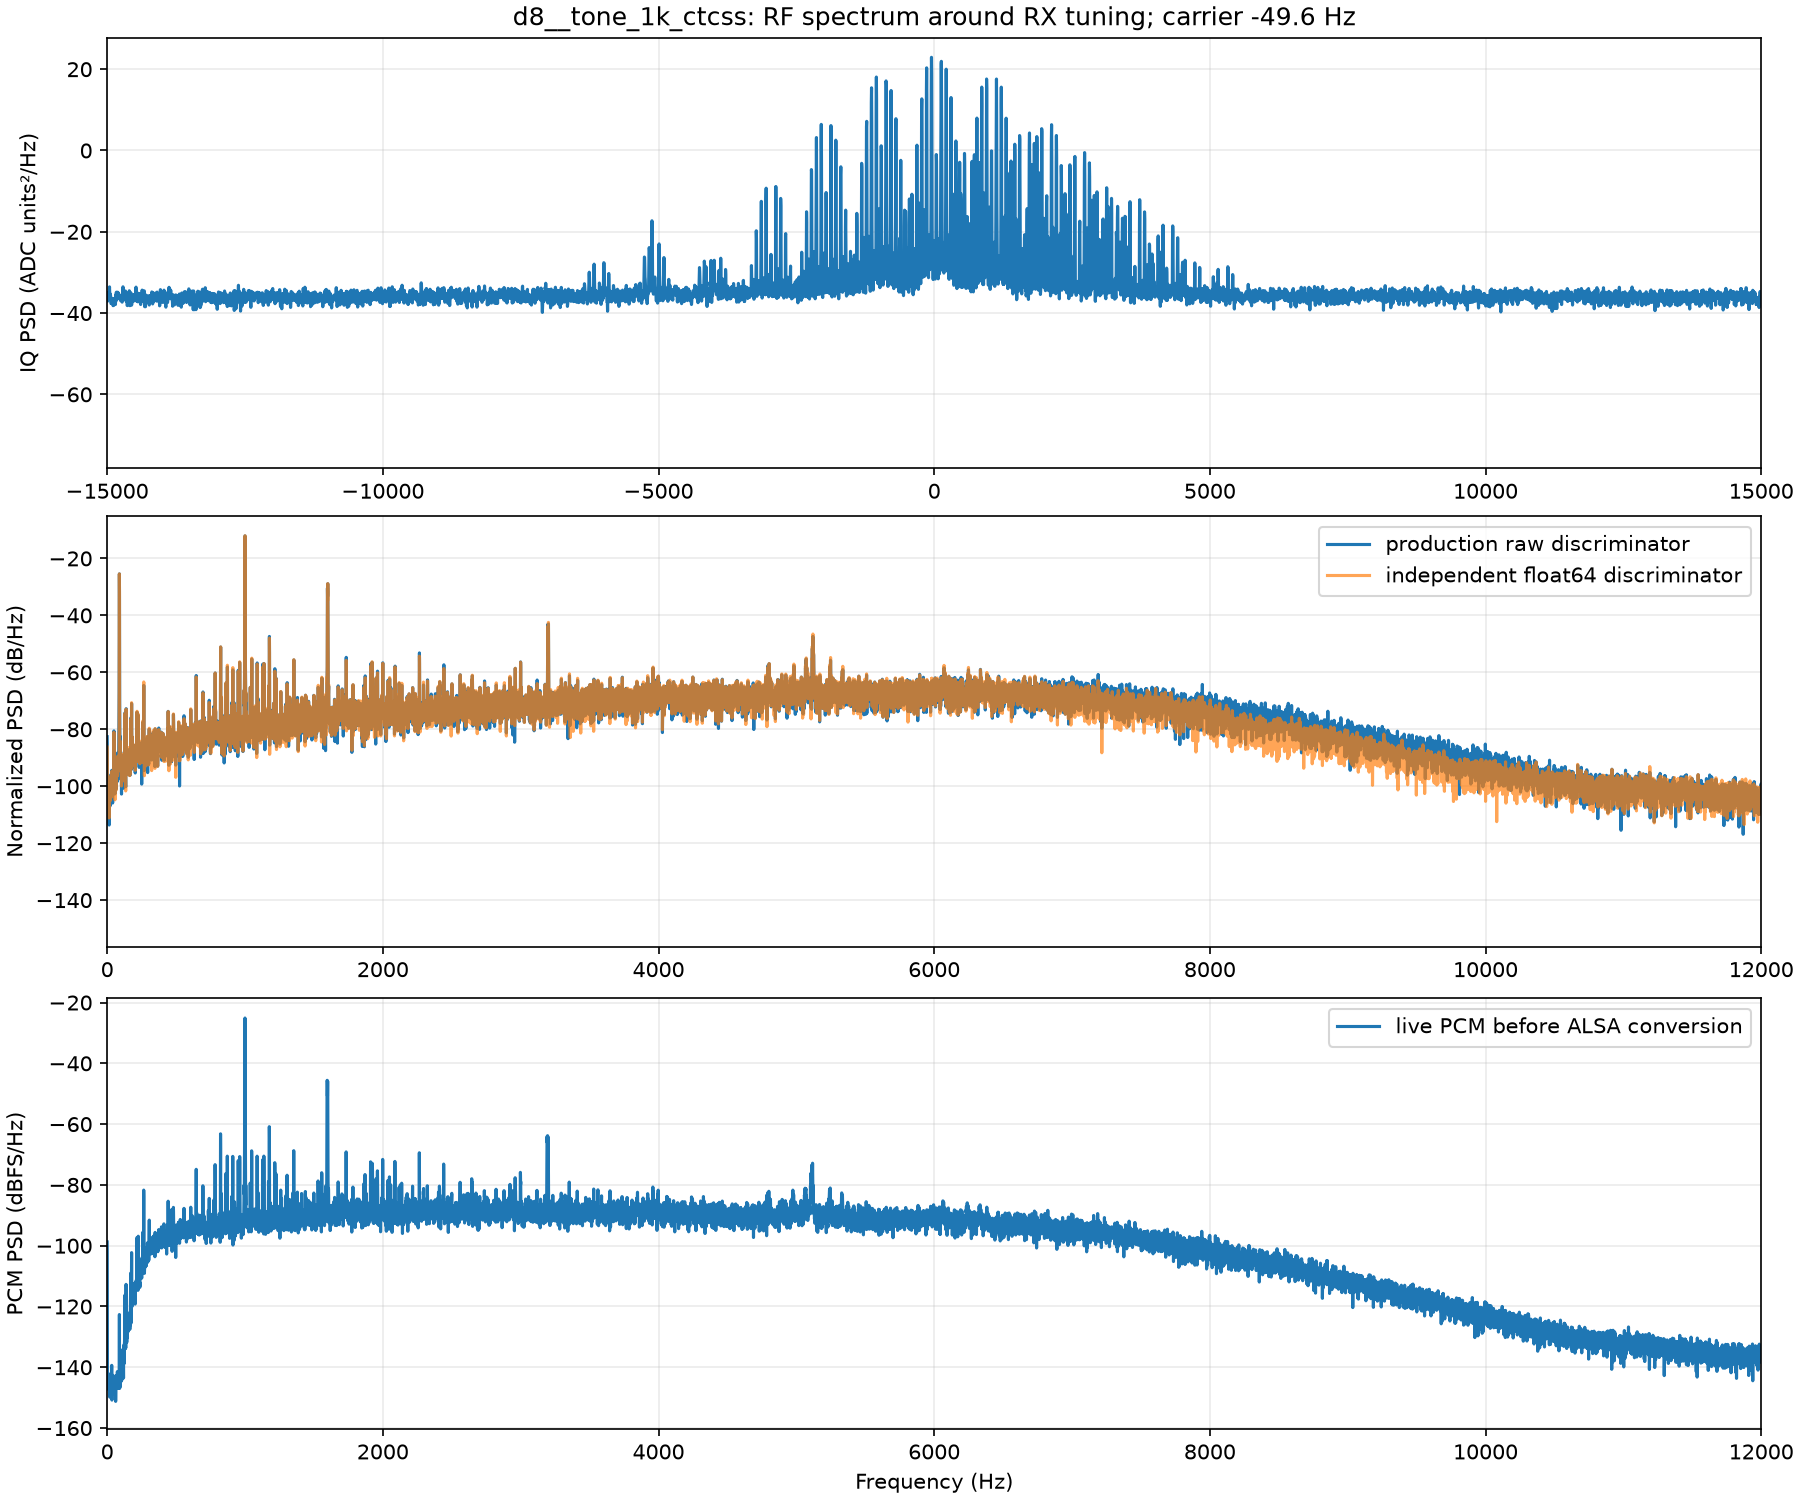 d8__tone_1k_ctcss: RF spectrum around RX tuning; carrier -49.6 Hz
IQ PSD (ADC units²/Hz)
20
0
−20
−40
−60
−15000 −10000 −5000 0 5000 10000 15000
production raw discriminator
independent float64 discriminator
Normalized PSD (dB/Hz)
−20
−40
−60
−80
−100
−120
−140
0 2000 4000 6000 8000 10000 12000
live PCM before ALSA conversion
PCM PSD (dBFS/Hz)
−20
−40
−60
−80
−100
−120
−140
−160
0 2000 4000 6000 8000 10000 12000
Frequency (Hz)